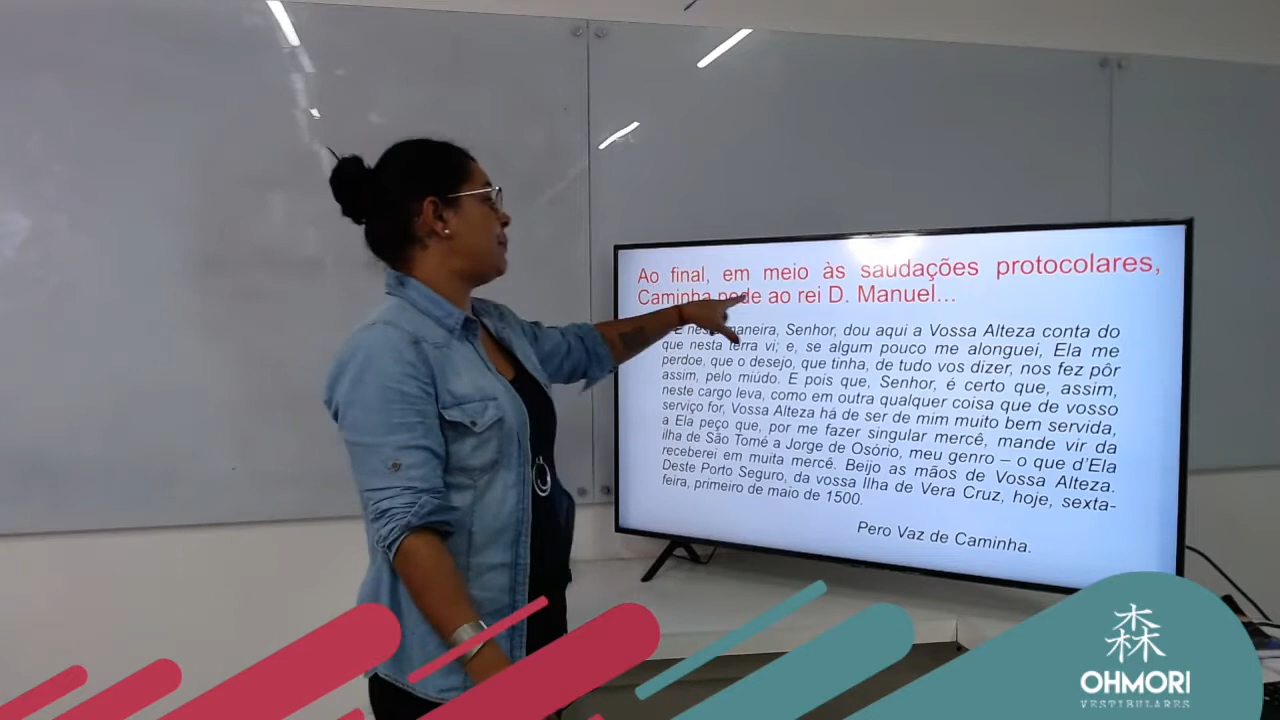 Ao final, em meio às saudações protocolares,
Caminha pede ao rei D. Manuel...
E nesta maneira, Senhor, dou aqui a Vossa Alteza conta do
que nesta terra vi; e, se algum pouco me alonguei, Ela me
perdoe, que o desejo, que tinha, de tudo vos dizer, nos fez pôr
assim, pelo miúdo. E pois que, Senhor, é certo que, assim,
neste cargo leva, como em outra qualquer coisa que de vosso
serviço for, Vossa Alteza há de ser de mim muito bem servida,
a Ela peço que, por me fazer singular mercê, mande vir da
ilha de São Tomé a Jorge de Osório, meu genro – o que d'Ela
receberei em muita mercê. Beijo as mãos de Vossa Alteza.
Deste Porto Seguro, da vossa Ilha de Vera Cruz, hoje, sexta-
feira, primeiro de maio de 1500.
Pero Vaz de Caminha.
森
OHMORI
VESTIBULARES